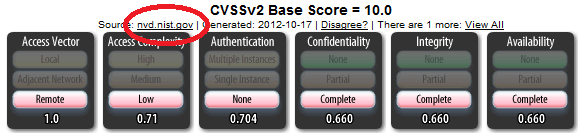 CVSSv2 Base Score = 10.0
Source: nvd.nist.gov | Generated: 2012-10-17 | Disagree? | There are 1 more: View All
Access Vector Access Complexity Authentication Confidentiality Integrity Availability
Local High Multiple Instances None None None
Adjacent Network Medium Single Instance Partial Partial Partial
Remote Low None Complete Complete Complete
1.0 0.71 0.704 0.660 0.660 0.660